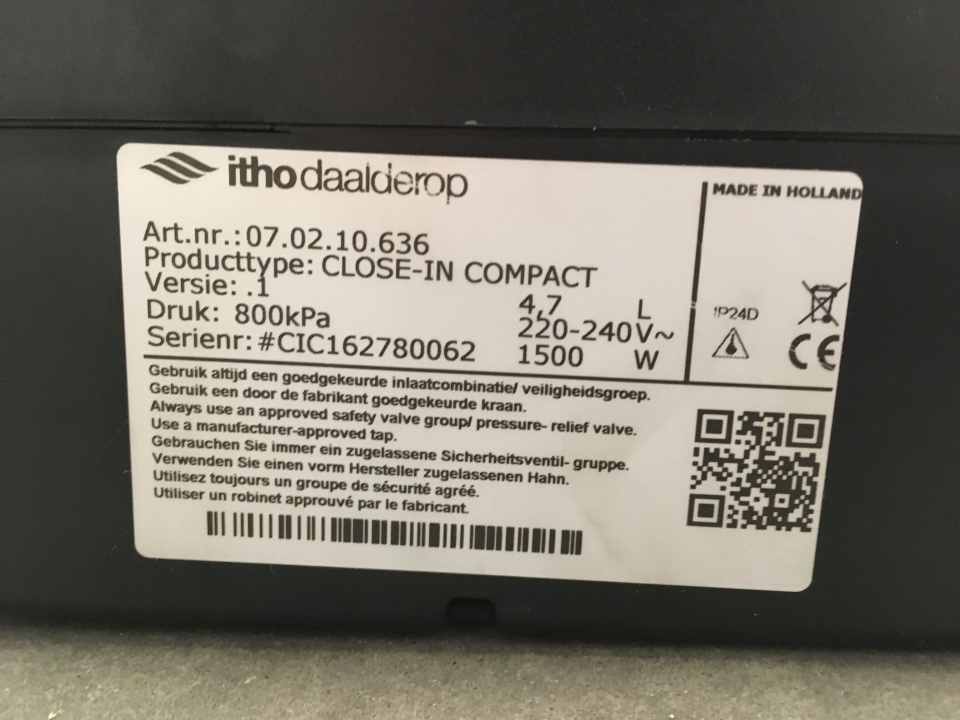 itho daalderop
MADE IN HOLLAND
Art.nr.: 07.02.10.636
Producttype: CLOSE-IN COMPACT
Versie: .1
4,7 L
Druk: 800kPa
220-240V~
Serienr: #CIC162780062
1500 W
IP24D
CE
Gebruik altijd een goedgekeurde inlaatcombinatie/ veiligheidsgroep.
Gebruik een door de fabrikant goedgekeurde kraan.
Always use an approved safety valve group/ pressure- relief valve.
Use a manufacturer-approved tap.
Gebrauchen Sie immer ein zugelassene Sicherheitsventil- gruppe.
Verwenden Sie einen vorm Hersteller zugelassenen Hahn.
Utilisez toujours un groupe de sécurité agréé.
Utiliser un robinet approuvé par le fabricant.